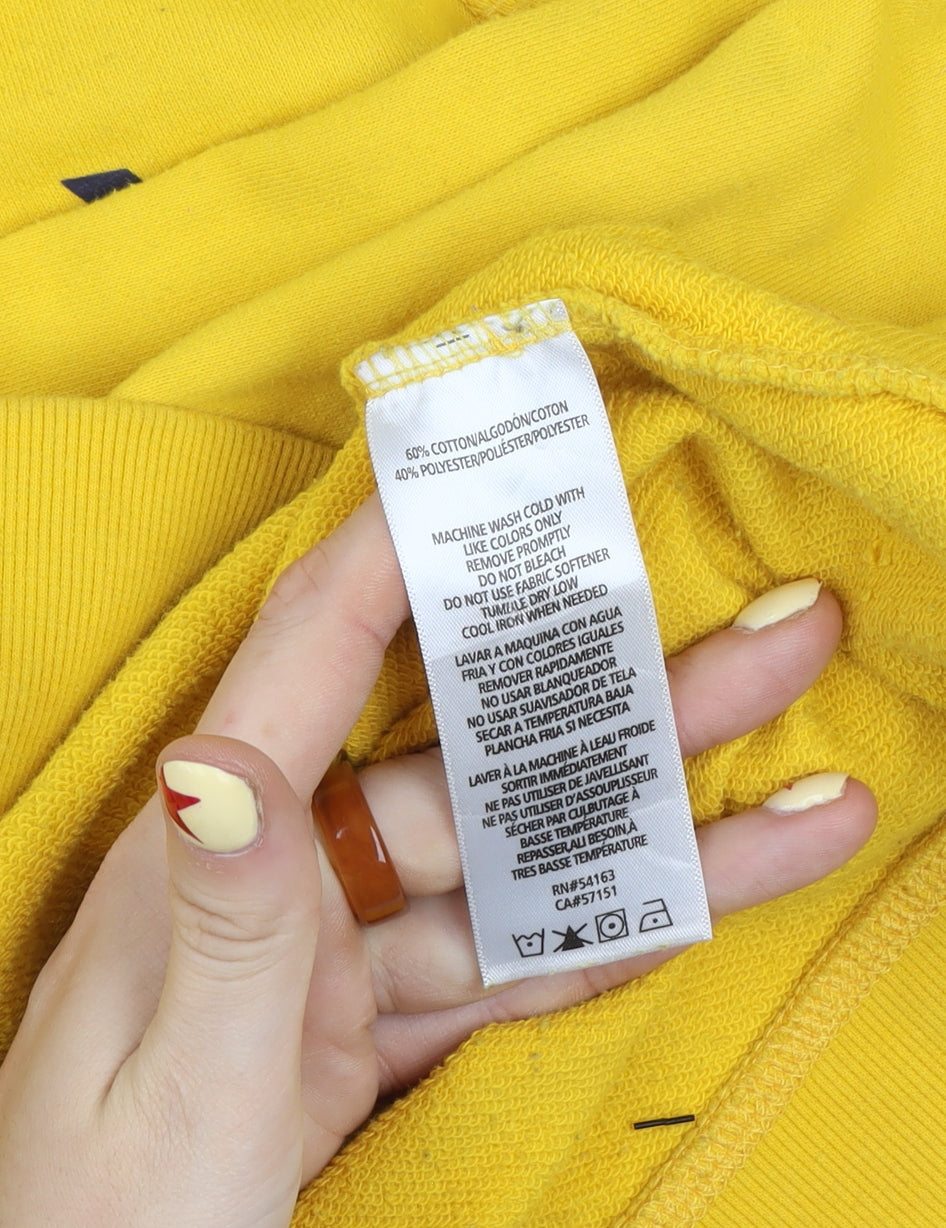 60% COTTON/ALGODÓN/COTON
40% POLYESTER/POLIÉSTER/POLYESTER
MACHINE WASH COLD WITH
LIKE COLORS ONLY
REMOVE PROMPTLY
DO NOT BLEACH
DO NOT USE FABRIC SOFTENER
TUMBLE DRY LOW
COOL IRON WHEN NEEDED
LAVAR A MAQUINA CON AGUA
FRIA Y CON COLORES IGUALES
REMOVER RAPIDAMENTE
NO USAR BLANQUEADOR
NO USAR SUAVISADOR DE TELA
SECAR A TEMPERATURA BAJA
PLANCHA FRIA SI NECESITA
LAVER À LA MACHINE À LEAU FROIDE
SORTIR IMMÉDIATEMENT
NE PAS UTILISER DE JAVELLISANT
NE PAS UTILISER D'ASSOUPLISSEUR
SÉCHER PAR CULBUTAGE À
BASSE TEMPÉRATURE
REPASSER,AU BESOIN,À
TRES BASSE TEMPÉRATURE
RN#54163
CA#57151